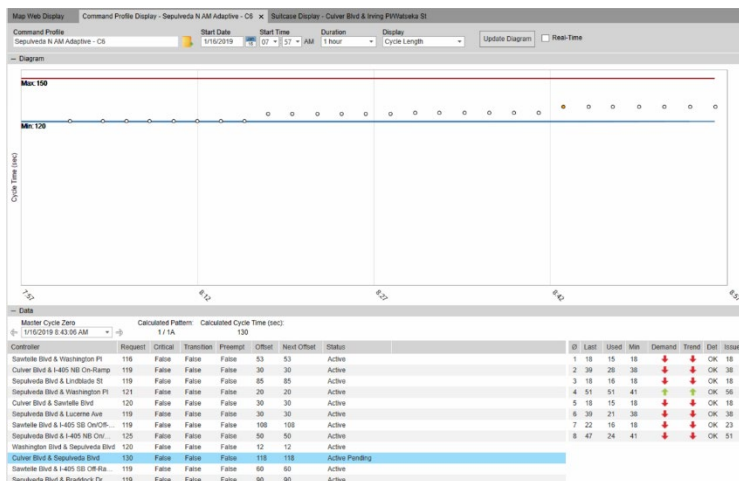 Map Web Display Command Profile Display - Sepulveda N AM Adaptive - C6 x Suitcase Display - Culver Blvd & Irving Pl/Watseka St
Command Profile Start Date Start Time Duration Display
Sepulveda N AM Adaptive - C6 1/16/2019 07 57 AM 1 hour Cycle Length Update Diagram Real-Time
Diagram
Max: 150
Min: 120
Cycle Time (sec)
7:57 8:12 8:27 8:42 8:57
Data
Master Cycle Zero Calculated Pattern: Calculated Cycle Time (sec):
1/16/2019 8:43:06 AM 1 / 1A 130
Controller Request Critical Transition Preempt Offset Next Offset Status
Sawtelle Blvd & Washington Pl 116 False False False 53 53 Active
Culver Blvd & I-405 NB On-Ramp 119 False False False 30 30 Active
Sepulveda Blvd & Lindblade St 119 False False False 85 85 Active
Sepulveda Blvd & Washington Pl 121 False False False 20 20 Active
Culver Blvd & Sawtelle Blvd 120 False False False 30 30 Active
Sepulveda Blvd & Lucerne Ave 119 False False False 30 30 Active
Sawtelle Blvd & I-405 SB On/Off-... 119 False False False 108 108 Active
Sepulveda Blvd & I-405 NB On/... 125 False False False 50 50 Active
Washington Blvd & Sepulveda Blvd 120 False False False 12 12 Active
Culver Blvd & Sepulveda Blvd 130 False False False 118 118 Active Pending
Sawtelle Blvd & I-405 SB Off-Ra... 119 False False False 60 60 Active
Sepulveda Blvd & Braddock Dr 119 False False False 90 90 Active
Ø Last Used Min Demand Trend Det Issue
1 18 15 18 OK 18
2 39 28 38 OK 38
3 18 16 18 OK 18
4 51 51 41 OK 56
5 18 15 18 OK 18
6 39 21 38 OK 38
7 22 16 18 OK 23
8 47 24 41 OK 51